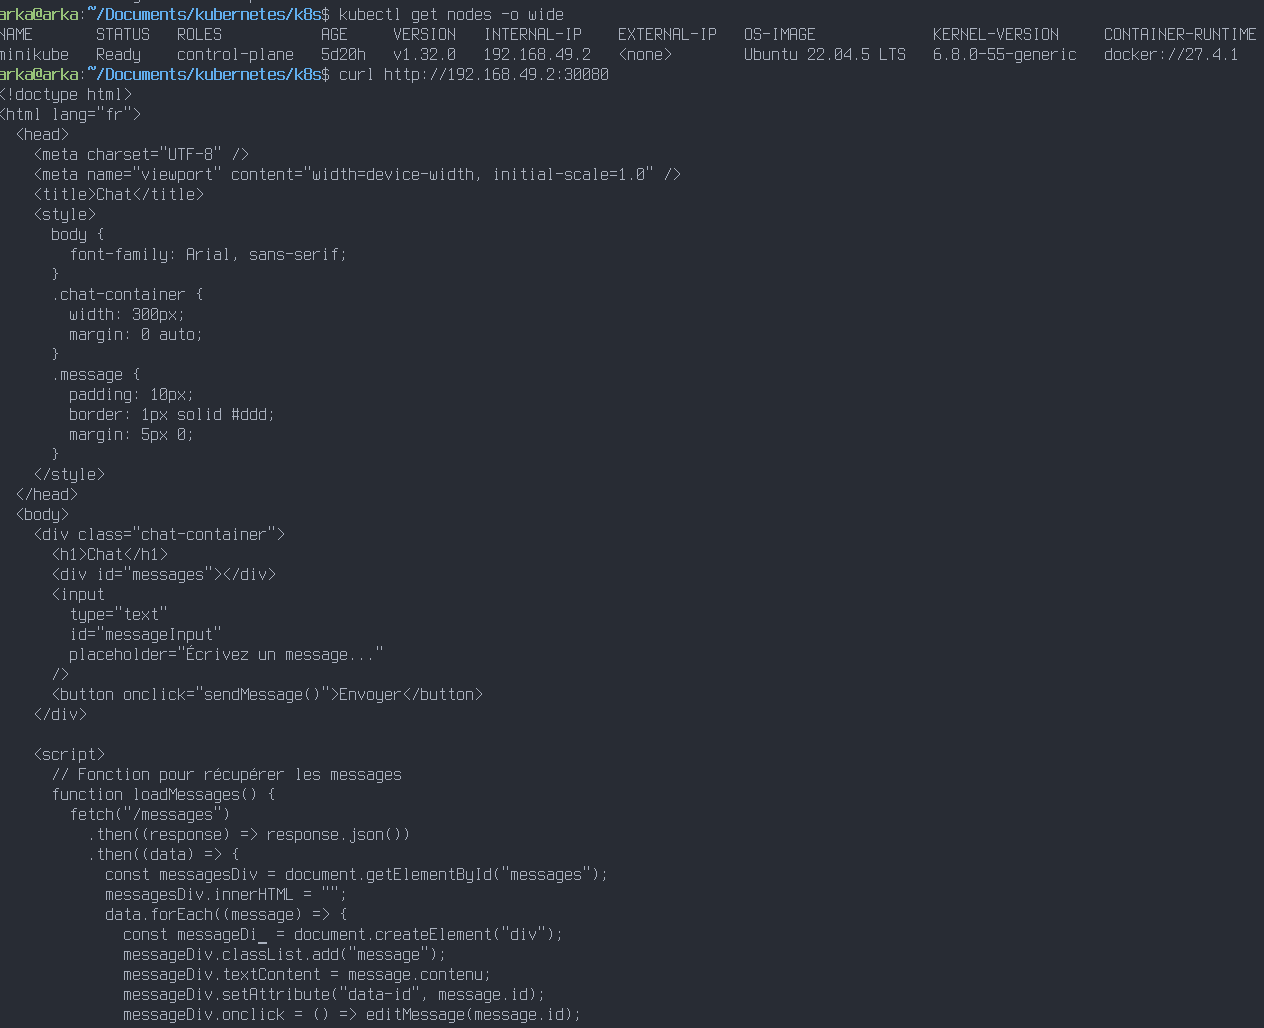 arka@arka:~/Documents/kubernetes/k8s$ kubectl get nodes -o wide
NAME       STATUS   ROLES           AGE     VERSION   INTERNAL-IP    EXTERNAL-IP   OS-IMAGE             KERNEL-VERSION     CONTAINER-RUNTIME
minikube   Ready    control-plane   5d20h   v1.32.0   192.168.49.2   <none>        Ubuntu 22.04.5 LTS   6.8.0-55-generic   docker://27.4.1
arka@arka:~/Documents/kubernetes/k8s$ curl http://192.168.49.2:30080
<!doctype html>
<html lang="fr">
  <head>
    <meta charset="UTF-8" />
    <meta name="viewport" content="width=device-width, initial-scale=1.0" />
    <title>Chat</title>
    <style>
      body {
        font-family: Arial, sans-serif;
      }
      .chat-container {
        width: 300px;
        margin: 0 auto;
      }
      .message {
        padding: 10px;
        border: 1px solid #ddd;
        margin: 5px 0;
      }
    </style>
  </head>
  <body>
    <div class="chat-container">
      <h1>Chat</h1>
      <div id="messages"></div>
      <input
        type="text"
        id="messageInput"
        placeholder="Écrivez un message..."
      />
      <button onclick="sendMessage()">Envoyer</button>
    </div>

    <script>
      // Fonction pour récupérer les messages
      function loadMessages() {
        fetch("/messages")
          .then((response) => response.json())
          .then((data) => {
            const messagesDiv = document.getElementById("messages");
            messagesDiv.innerHTML = "";
            data.forEach((message) => {
              const messageDi_ = document.createElement("div");
              messageDiv.classList.add("message");
              messageDiv.textContent = message.contenu;
              messageDiv.setAttribute("data-id", message.id);
              messageDiv.onclick = () => editMessage(message.id);